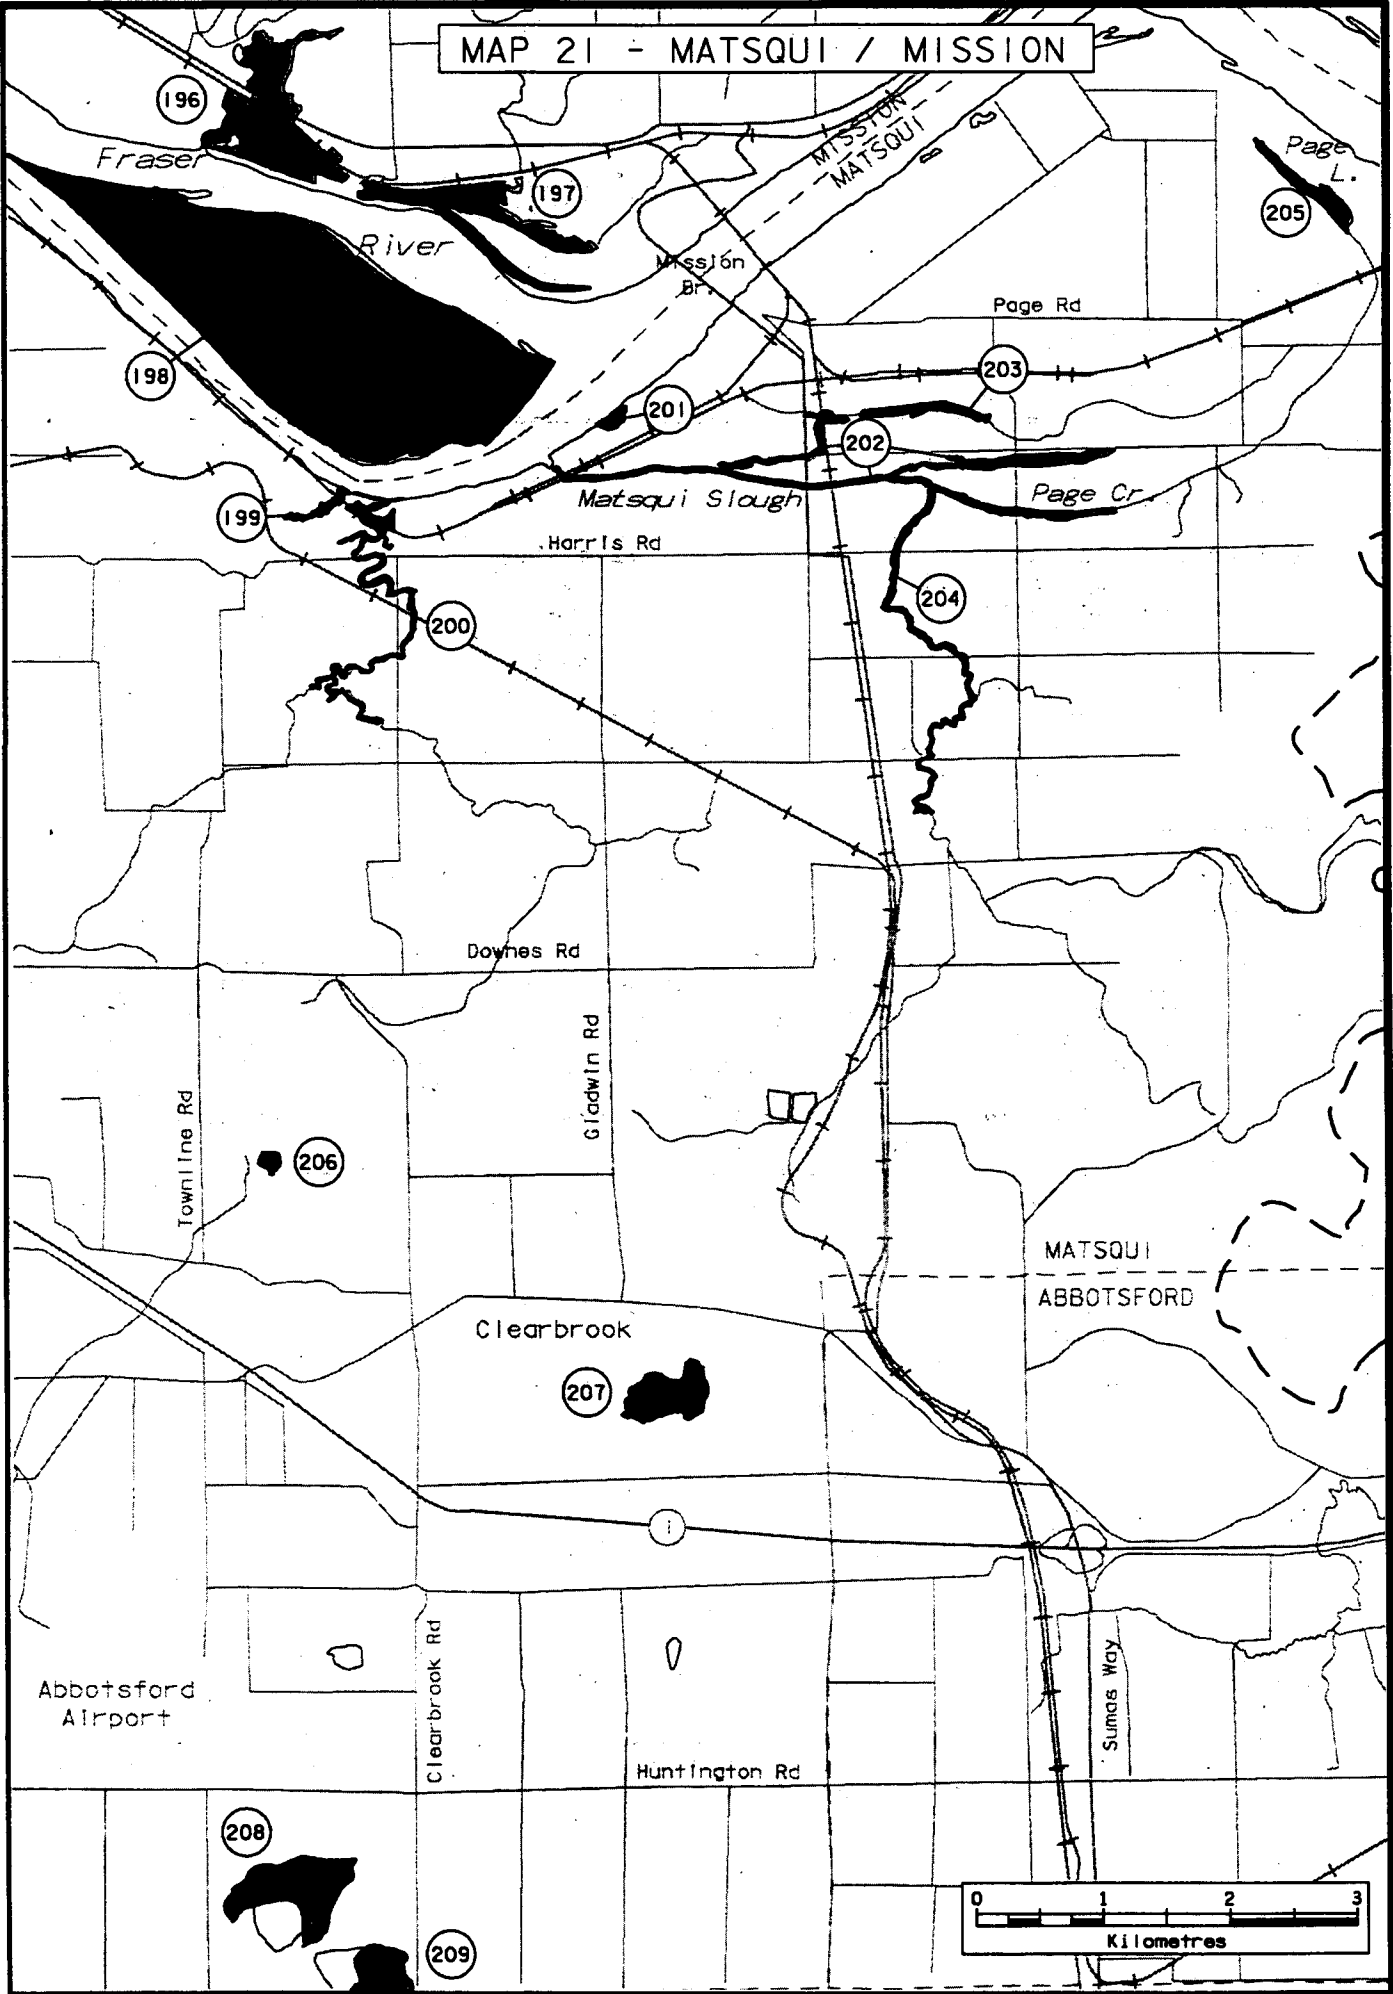 MAP 21 - MATSQUI / MISSION
196
Fraser
MISSION
MATSQUI
Page
L.
197
205
River
Mission
Br.
Page Rd
198
203
201
202
Matsqui Slough
Page Cr.
199
Harris Rd
204
200
Downes Rd
Gladwin Rd
Townline Rd
206
MATSQUI
ABBOTSFORD
Clearbrook
207
1
Clearbrook Rd
Sumas Way
Abbotsford
Airport
Huntington Rd
208
209
0 1 2 3
Kilometres